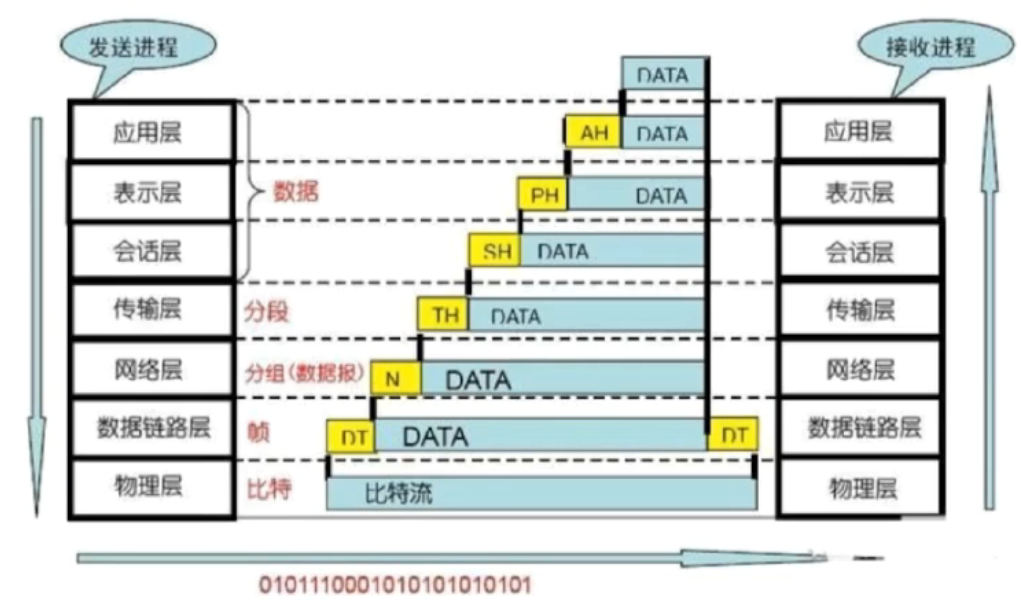 发送进程
接收进程
DATA
应用层
AH
DATA
应用层
表示层
数据
PH
DATA
表示层
会话层
SH
DATA
会话层
传输层
分段
TH
DATA
传输层
网络层
分组(数据报)
N
DATA
网络层
数据链路层
帧
DT
DATA
DT
数据链路层
物理层
比特
比特流
物理层
0101110001010101010101